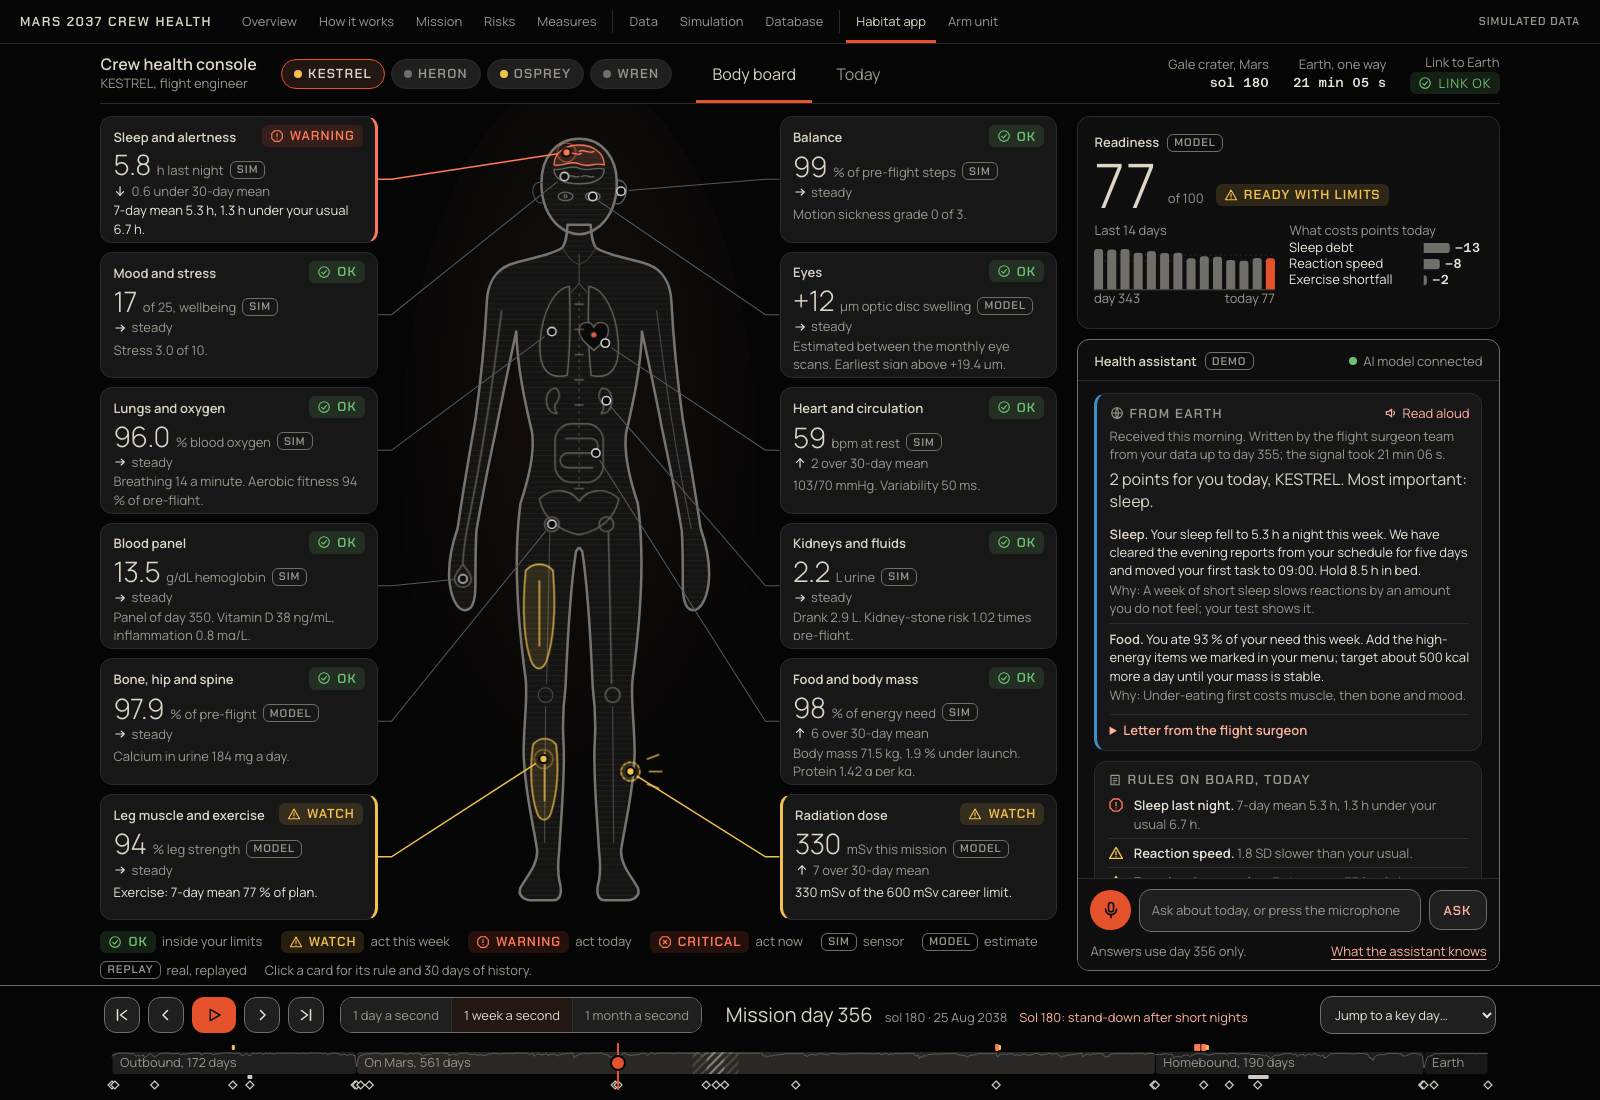 MARS 2037 CREW HEALTH Overview How it works Mission Risks Measures Data Simulation Database Habitat app Arm unit SIMULATED DATA
Crew health console
KESTREL, flight engineer
KESTREL HERON OSPREY WREN
Body board Today
Gale crater, Mars
sol 180
Earth, one way
21 min 05 s
Link to Earth
LINK OK
Sleep and alertness WARNING
5.8 h last night SIM
↓ 0.6 under 30-day mean
7-day mean 5.3 h, 1.3 h under your usual
6.7 h.
Mood and stress OK
17 of 25, wellbeing SIM
→ steady
Stress 3.0 of 10.
Lungs and oxygen OK
96.0 % blood oxygen SIM
→ steady
Breathing 14 a minute. Aerobic fitness 94
% of pre-flight.
Blood panel OK
13.5 g/dL hemoglobin SIM
→ steady
Panel of day 350. Vitamin D 38 ng/mL,
inflammation 0.8 mg/L.
Bone, hip and spine OK
97.9 % of pre-flight MODEL
→ steady
Calcium in urine 184 mg a day.
Leg muscle and exercise WATCH
94 % leg strength MODEL
→ steady
Exercise: 7-day mean 77 % of plan.
Balance OK
99 % of pre-flight steps SIM
→ steady
Motion sickness grade 0 of 3.
Eyes OK
+12 µm optic disc swelling MODEL
→ steady
Estimated between the monthly eye
scans. Earliest sign above +19.4 µm.
Heart and circulation OK
59 bpm at rest SIM
↑ 2 over 30-day mean
103/70 mmHg. Variability 50 ms.
Kidneys and fluids OK
2.2 L urine SIM
→ steady
Drank 2.9 L. Kidney-stone risk 1.02 times
pre-flight.
Food and body mass OK
98 % of energy need SIM
↑ 6 over 30-day mean
Body mass 71.5 kg, 1.9 % under launch.
Protein 1.42 g per kg.
Radiation dose WATCH
330 mSv this mission MODEL
↑ 7 over 30-day mean
330 mSv of the 600 mSv career limit.
OK inside your limits WATCH act this week WARNING act today CRITICAL act now SIM sensor MODEL estimate
REPLAY real, replayed Click a card for its rule and 30 days of history.
Readiness MODEL
77 of 100 READY WITH LIMITS
Last 14 days
day 343 today 77
What costs points today
Sleep debt −13
Reaction speed −8
Exercise shortfall −2
Health assistant DEMO AI model connected
FROM EARTH Read aloud
Received this morning. Written by the flight surgeon team
from your data up to day 355; the signal took 21 min 06 s.
2 points for you today, KESTREL. Most important:
sleep.
Sleep. Your sleep fell to 5.3 h a night this week. We have
cleared the evening reports from your schedule for five days
and moved your first task to 09:00. Hold 8.5 h in bed.
Why: A week of short sleep slows reactions by an amount
you do not feel; your test shows it.
Food. You ate 93 % of your need this week. Add the high-
energy items we marked in your menu; target about 500 kcal
more a day until your mass is stable.
Why: Under-eating first costs muscle, then bone and mood.
Letter from the flight surgeon
RULES ON BOARD, TODAY
Sleep last night. 7-day mean 5.3 h, 1.3 h under your
usual 6.7 h.
Reaction speed. 1.8 SD slower than your usual.
Ask about today, or press the microphone ASK
Answers use day 356 only. What the assistant knows
1 day a second 1 week a second 1 month a second
Mission day 356 sol 180 · 25 Aug 2038 Sol 180: stand-down after short nights
Jump to a key day...
Outbound, 172 days On Mars, 561 days Homebound, 190 days Earth